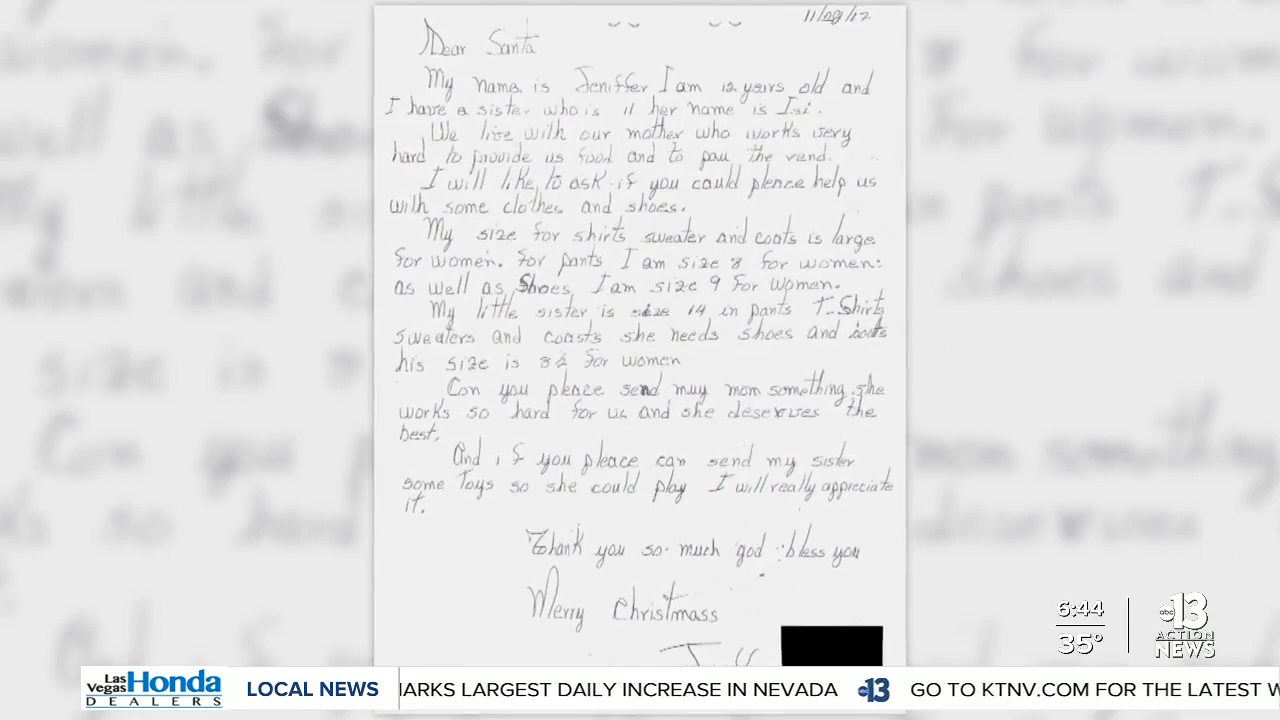 11/28/12
Dear Santa
My name is Jeniffer I am 12 years old and
I have a sister who is 11 her name is Isi.
We live with our mother who works very
hard to provide us food and to pau the rend.
I will like to ask if you could pleace help us
with some clothes and shoes.
My size for shirts sweater and coats is large
for women. For pants I am size 8 for women.
as well as Shoes I am size 9 for women.
My little sister is size 14 in pants T-Shirts
sweaters and coasts she needs shoes and boots
his size is 8½ for women
Con you pleace send muy mom something she
works so hard for us and she deserves the
best.
And if you pleace can send my sister
some toys so she could play I will really appreciate
it.
Thank you so much god bless you
Merry Christmass
6:44
35°
abc 13
ACTION
NEWS
Las Vegas Honda
DEALERS
LOCAL NEWS
MARKS LARGEST DAILY INCREASE IN NEVADA abc 13 GO TO KTNV.COM FOR THE LATEST